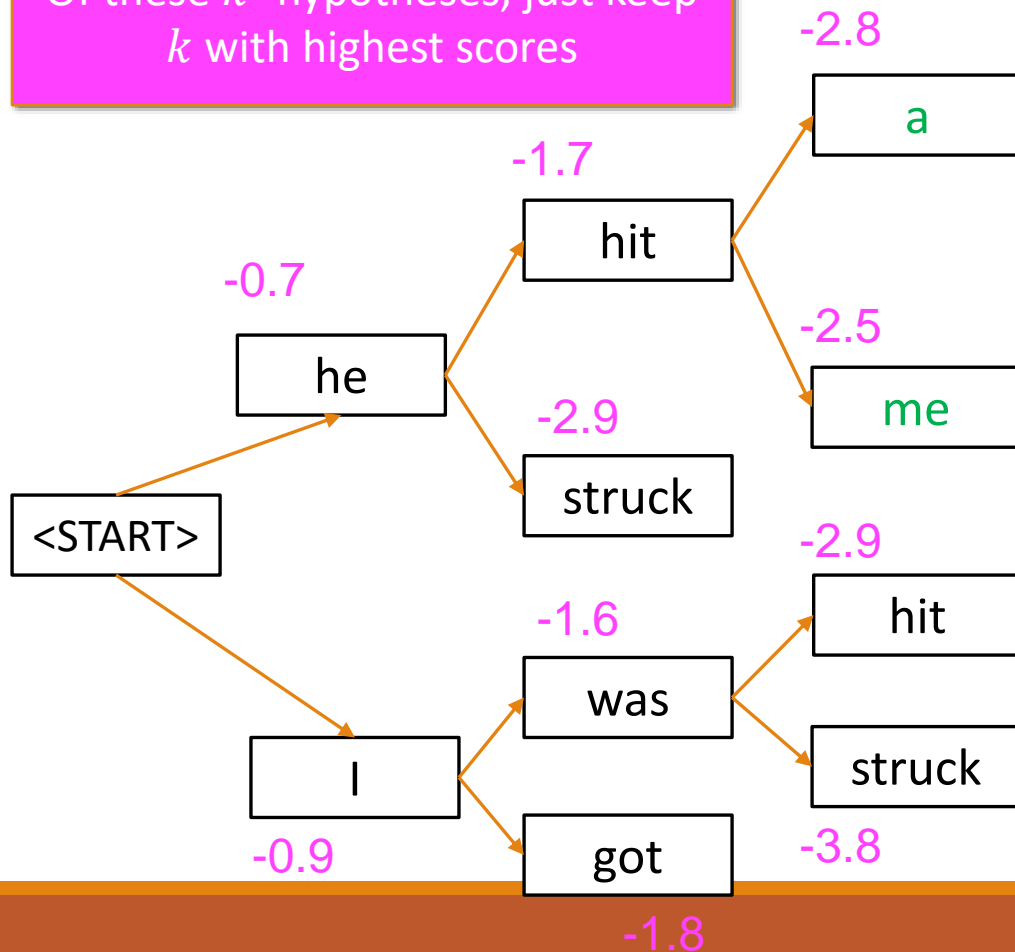 k with highest scores
-2.8
a
-1.7
hit
-0.7
-2.5
he
me
-2.9
struck
<START>
-2.9
-1.6
hit
was
I
struck
-0.9
got
-3.8
-1.8